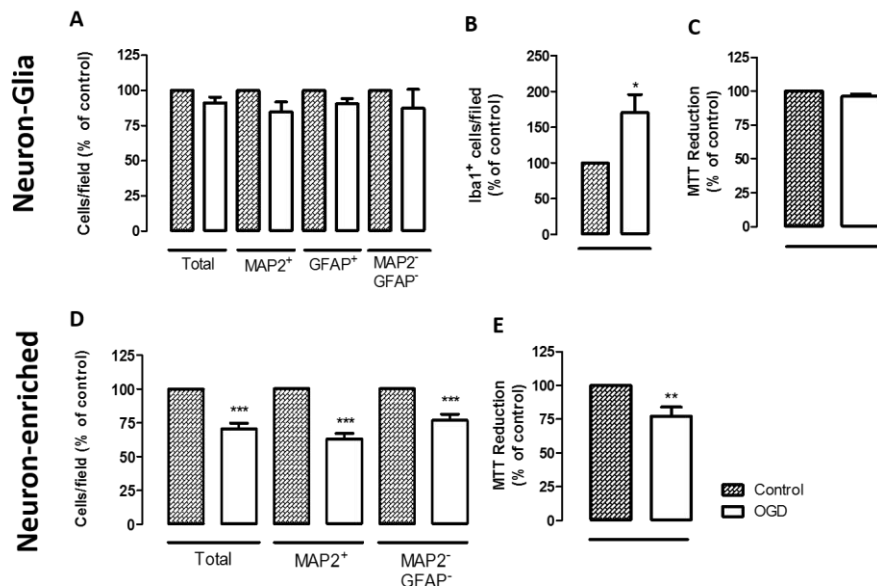 Neuron-Glia
A
Cells/field (% of control)
125
100
75
50
25
0
Total
MAP2+
GFAP+
MAP2-
GFAP-
B
Iba1+ cells/filed
(% of control)
250
200
150
100
50
0
*
C
MTT Reduction
(% of control)
125
100
75
50
25
0
Neuron-enriched
D
Cells/field (% of control)
125
100
75
50
25
0
***
***
***
Total
MAP2+
MAP2-
GFAP-
E
MTT Reduction
(% of control)
125
100
75
50
25
0
**
Control
OGD